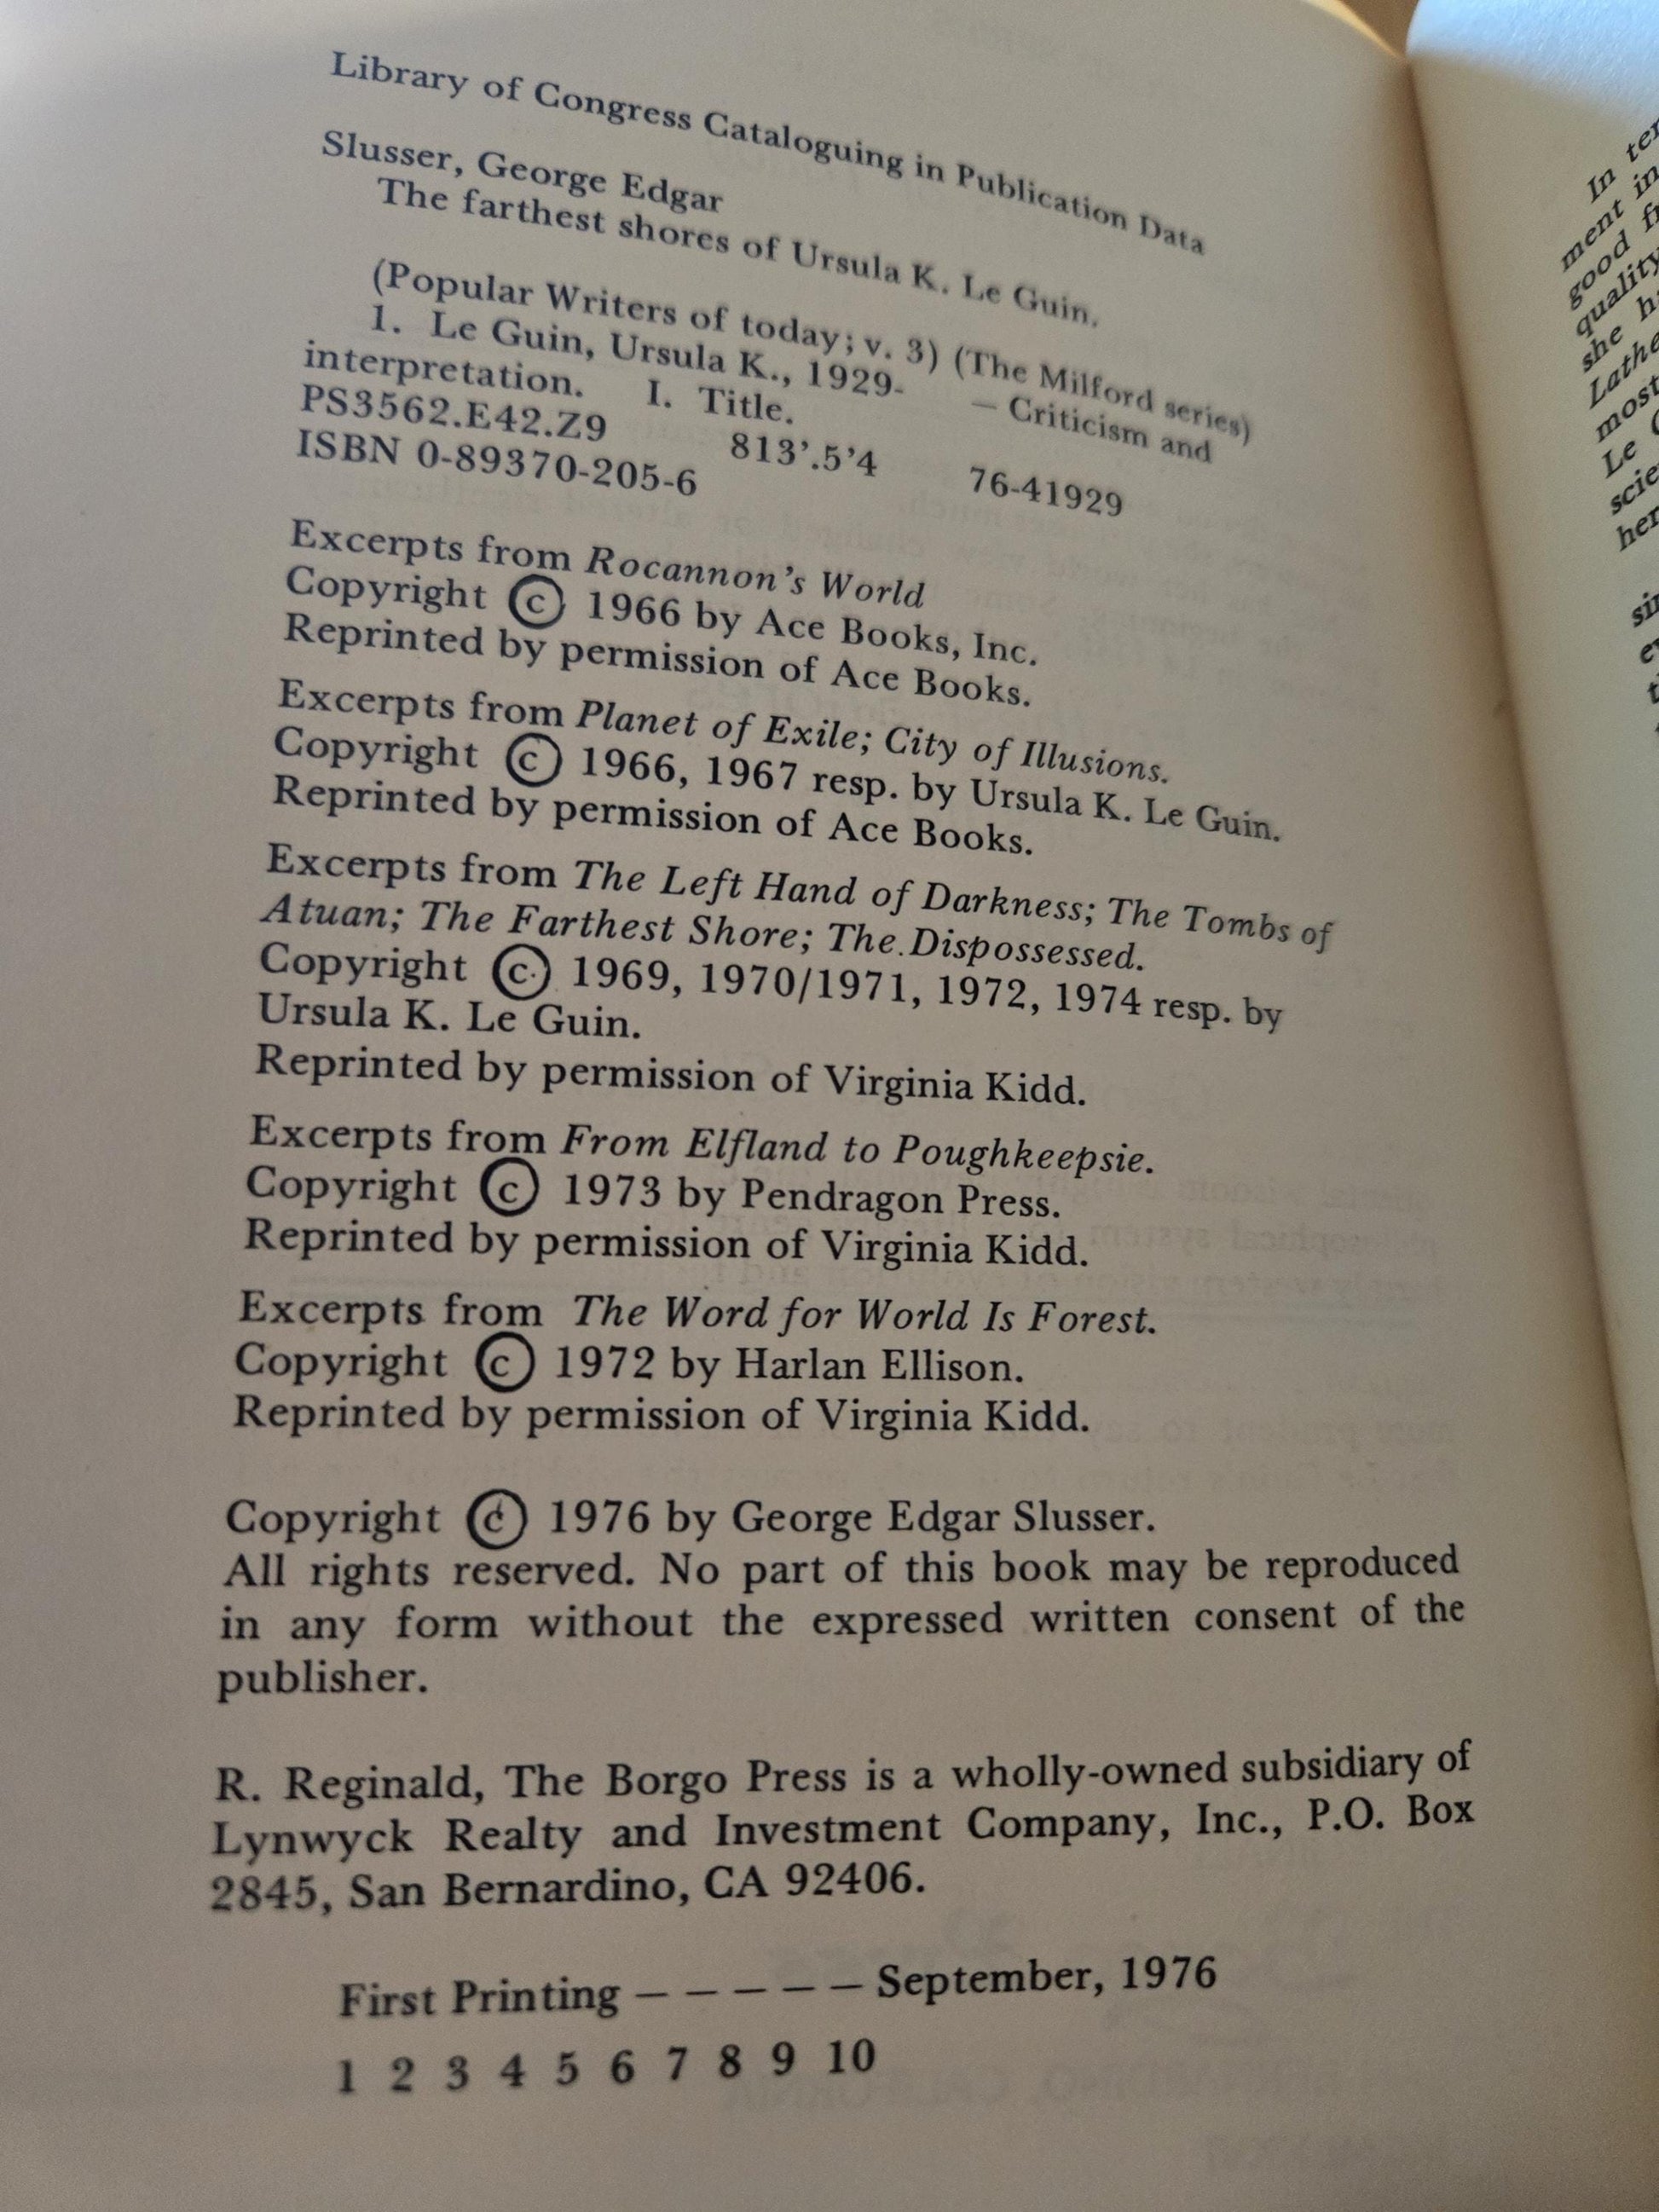 Library of Congress Cataloguing in Publication Data
Slusser, George Edgar
The farthest shores of Ursula K. Le Guin.
(Popular Writers of today; v. 3) (The Milford series)
1. Le Guin, Ursula K., 1929- — Criticism and
interpretation. I. Title.
PS3562.E42.Z9 813'.5'4 76-41929
ISBN 0-89370-205-6
Excerpts from Rocannon's World
Copyright © 1966 by Ace Books, Inc.
Reprinted by permission of Ace Books.
Excerpts from Planet of Exile; City of Illusions.
Copyright © 1966, 1967 resp. by Ursula K. Le Guin.
Reprinted by permission of Ace Books.
Excerpts from The Left Hand of Darkness; The Tombs of
Atuan; The Farthest Shore; The Dispossessed.
Copyright © 1969, 1970/1971, 1972, 1974 resp. by
Ursula K. Le Guin.
Reprinted by permission of Virginia Kidd.
Excerpts from From Elfland to Poughkeepsie.
Copyright © 1973 by Pendragon Press.
Reprinted by permission of Virginia Kidd.
Excerpts from The Word for World Is Forest.
Copyright © 1972 by Harlan Ellison.
Reprinted by permission of Virginia Kidd.
Copyright © 1976 by George Edgar Slusser.
All rights reserved. No part of this book may be reproduced
in any form without the expressed written consent of the
publisher.
R. Reginald, The Borgo Press is a wholly-owned subsidiary of
Lynwyck Realty and Investment Company, Inc., P.O. Box
2845, San Bernardino, CA 92406.
First Printing — — — — — September, 1976
1 2 3 4 5 6 7 8 9 10
In
ment
good
quality
she
most
Le